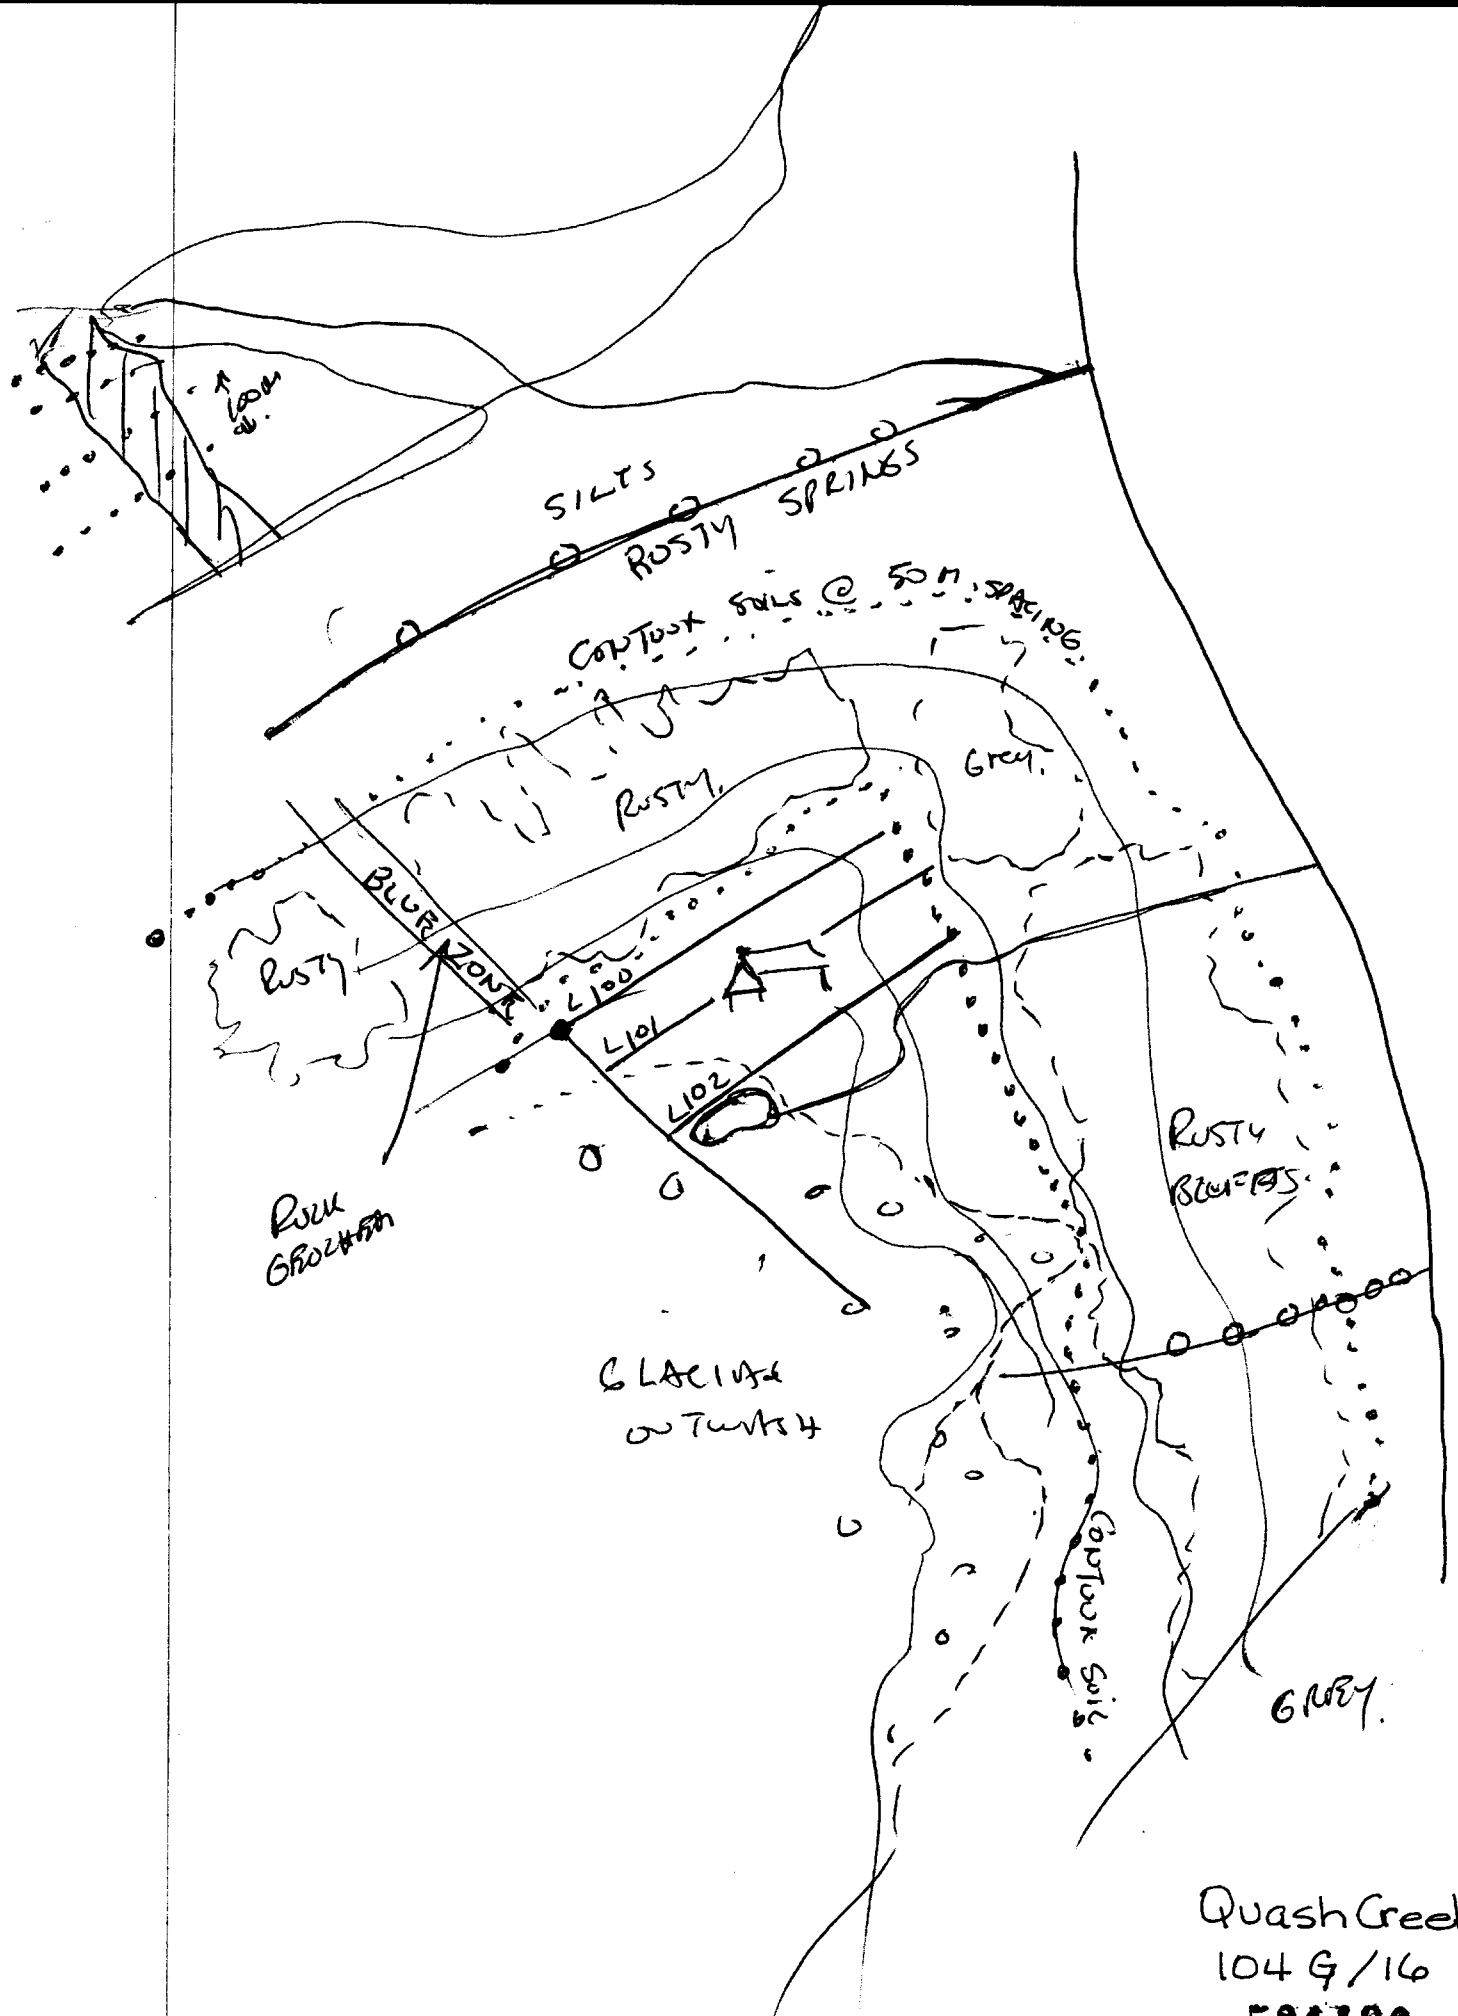 100m
SILTS
RUSTY SPRINGS
CONTOUR SOILS @ 50 M. SPACING
RUSTY.
Grey.
BLUR ZONE
RUSTY
L100
L101
L102
ROCK
GEOCHEM
RUSTY
BLUFFS.
GLACIAL
OUTWASH
CONTOUR SOIL
GREY.
Quash Creek
104 G/16